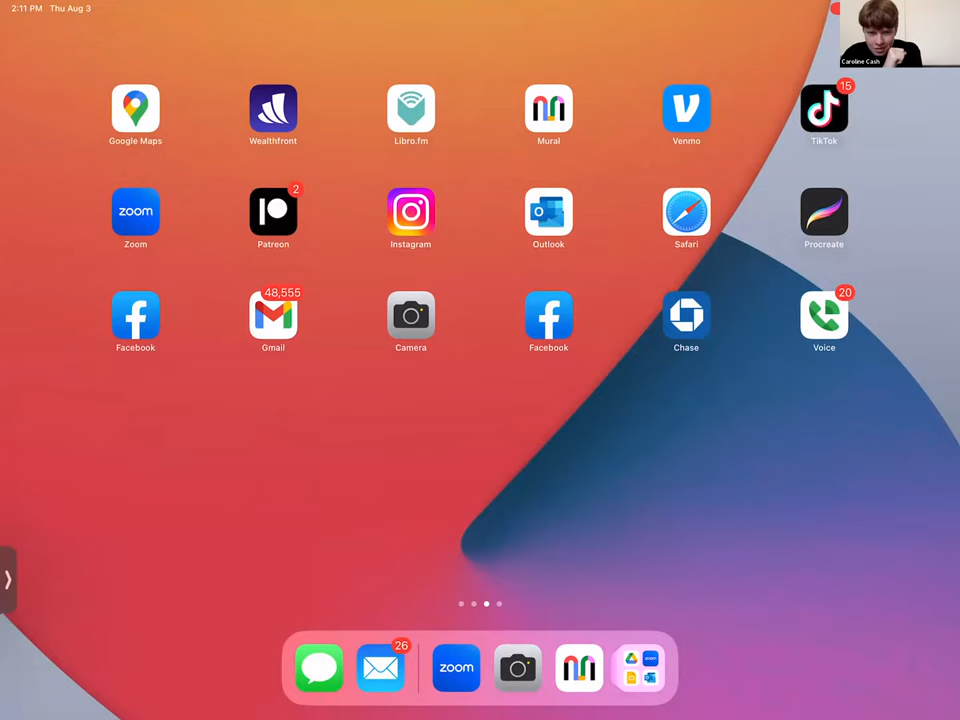 2:11 PM Thu Aug 3
Caroline Cash
15
Google Maps Wealthfront Libro.fm Mural Venmo TikTok
zoom 2
Zoom Patreon Instagram Outlook Safari Procreate
48,555 20
Facebook Gmail Camera Facebook Chase Voice
26
zoom zoom